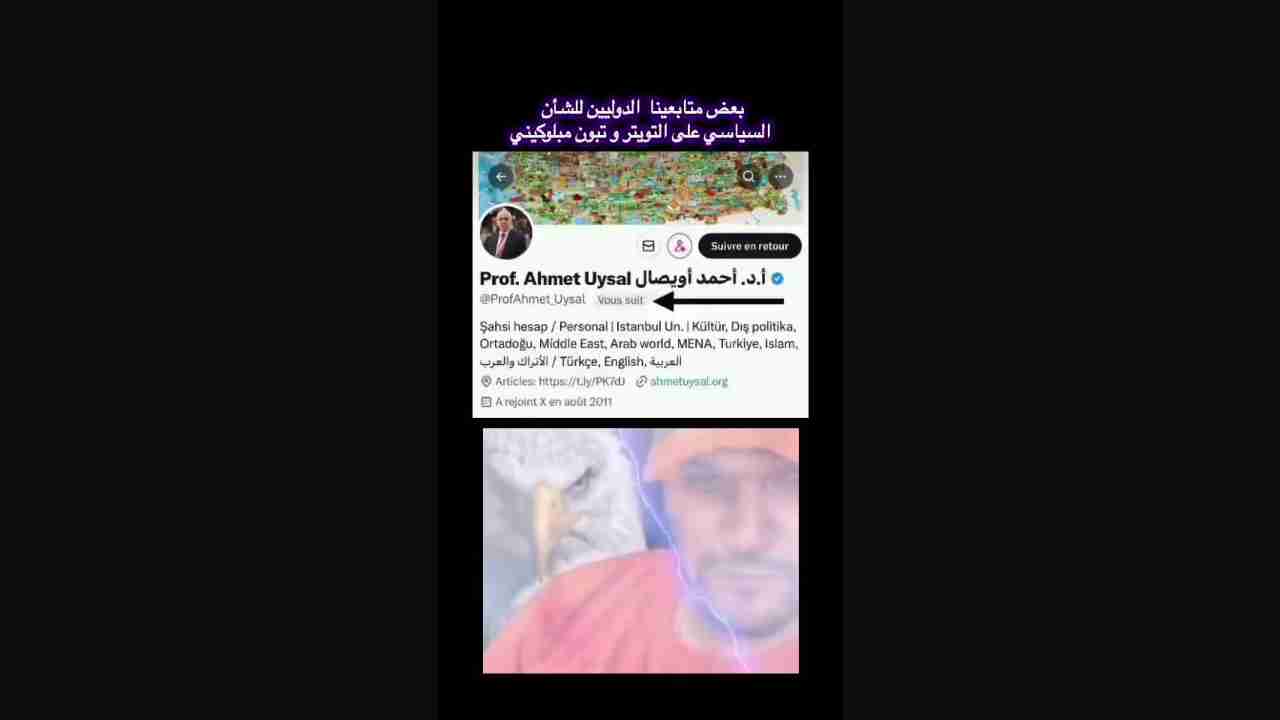 بعض متابعينا الدوليين للشأن
السياسي على التويتر و تبون مبلوكيني
Suivre en retour
Prof. Ahmet Uysal أ.د. أحمد أويصال
@ProfAhmet_Uysal Vous suit
Şahsi hesap / Personal | Istanbul Un. | Kültür, Dış politika,
Ortadoğu, Middle East, Arab world, MENA, Turkiye, Islam,
الأتراك والعرب / Türkçe, English, العربية
Articles: https://t.ly/PK7dJ ahmetuysal.org
A rejoint X en août 2011